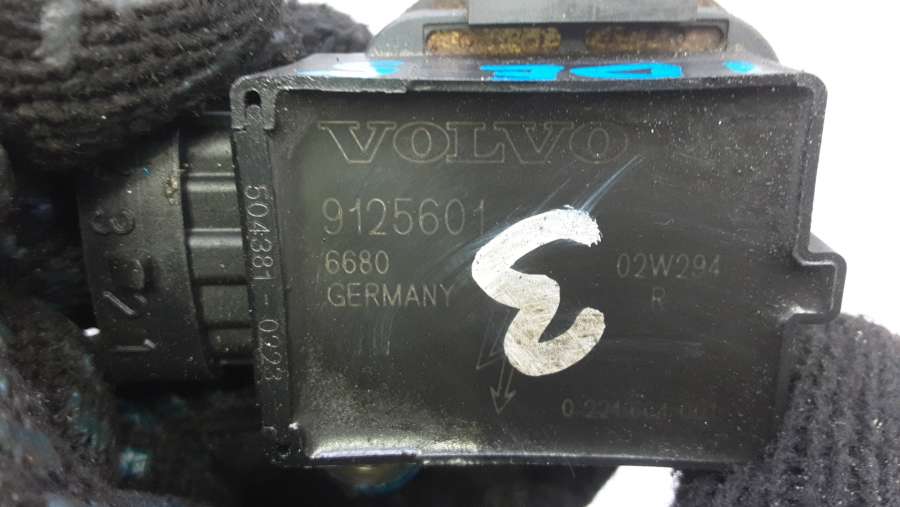 VOLVO
9125601
6680
02W294
GERMANY
R
3
504381 - 0923